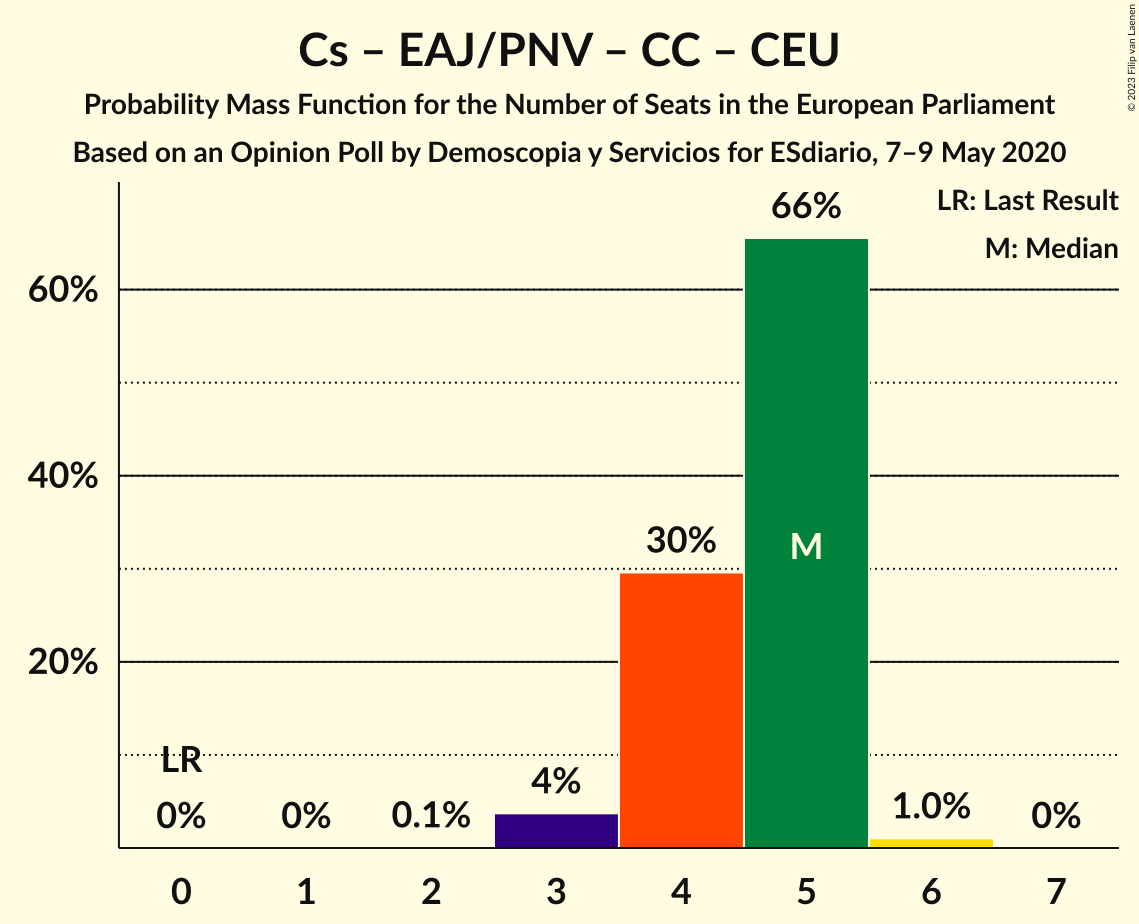 Cs – EAJ/PNV – CC – CEU
Probability Mass Function for the Number of Seats in the European Parliament
Based on an Opinion Poll by Demoscopia y Servicios for ESdiario, 7–9 May 2020
© 2023 Filip van Laenen
LR: Last Result
M: Median
66%
60%
40%
30%
M
20%
LR
0%
0%
0.1%
4%
1.0%
0%
0 1 2 3 4 5 6 7